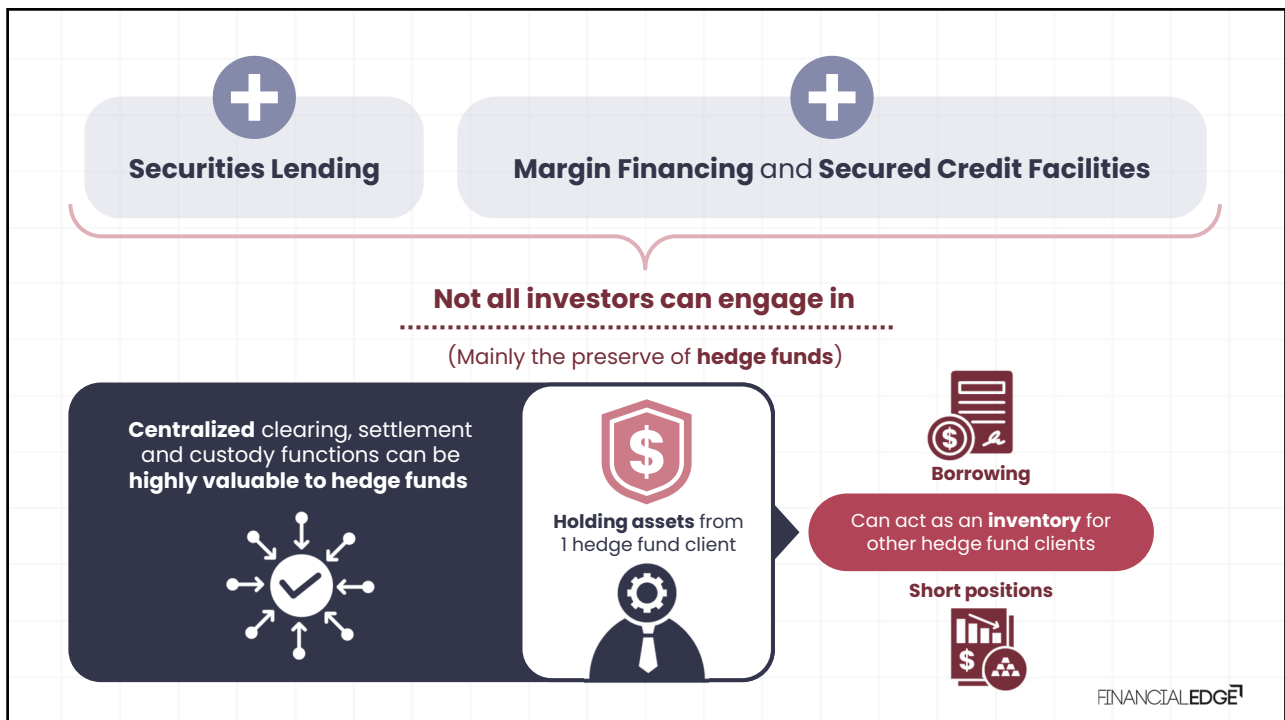 Securities Lending
Margin Financing and Secured Credit Facilities
Not all investors can engage in
(Mainly the preserve of hedge funds)
Centralized clearing, settlement
and custody functions can be
highly valuable to hedge funds
$
Holding assets from
1 hedge fund client
$
Borrowing
Can act as an inventory for
other hedge fund clients
Short positions
$
FINANCIALEDGE